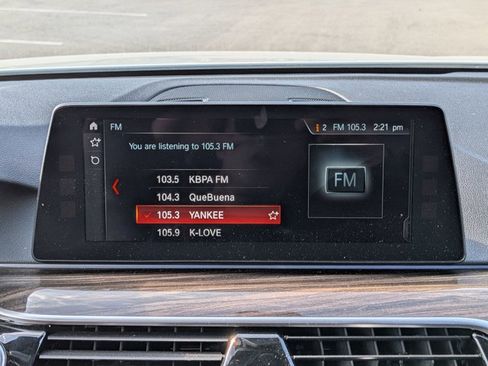 FM
2 FM 105.3 2:21 pm
You are listening to 105.3 FM
103.5 KBPA FM
104.3 QueBuena
105.3 YANKEE
105.9 K-LOVE
FM